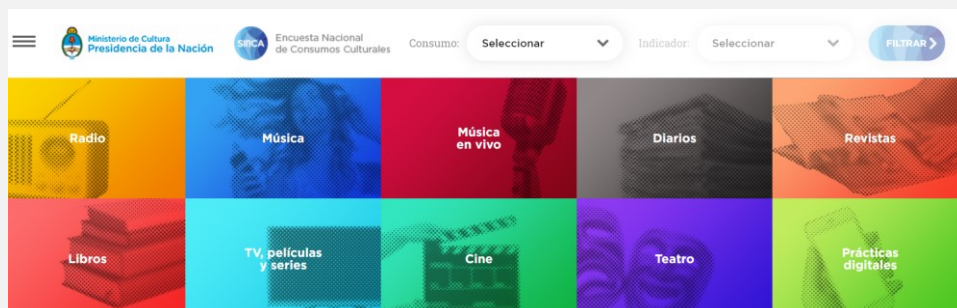 Ministerio de Cultura
Presidencia de la Nación
SInCA
Encuesta Nacional
de Consumos Culturales
Consumo:
Seleccionar
Indicador:
Seleccionar
FILTRAR
Radio
Música
Música
en vivo
Diarios
Revistas
Libros
TV, películas
y series
Cine
Teatro
Prácticas
digitales